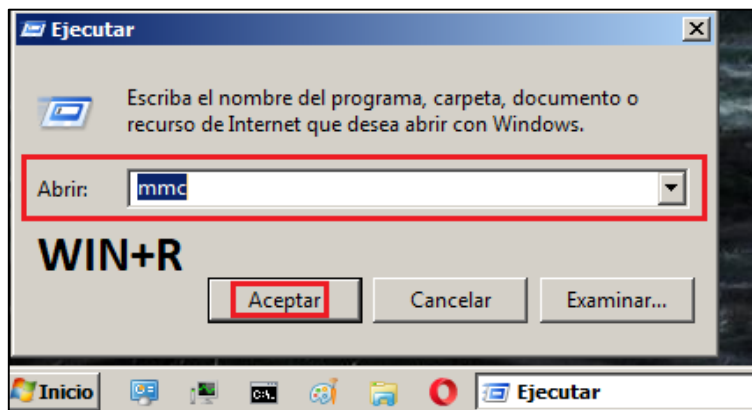 Ejecutar
Escriba el nombre del programa, carpeta, documento o
recurso de Internet que desea abrir con Windows.
Abrir: mmc
WIN+R
Aceptar Cancelar Examinar...
Inicio C:\. Ejecutar